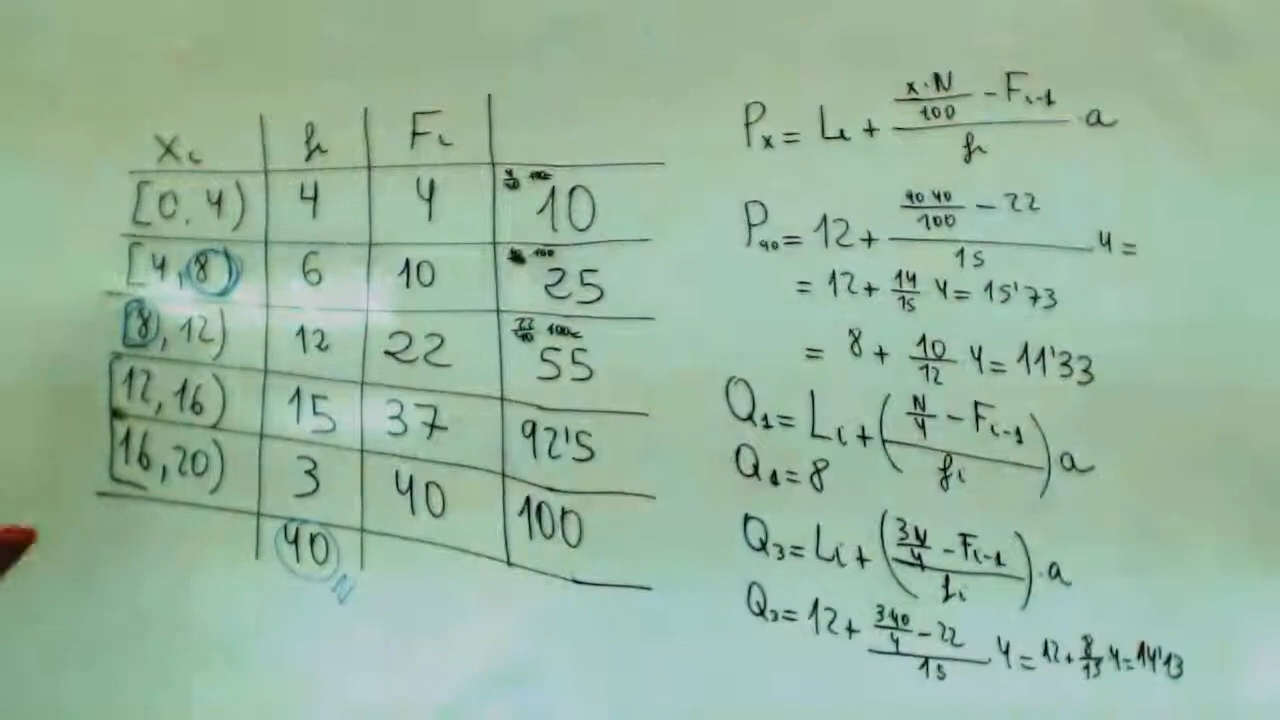 xᵢ fᵢ Fᵢ
[0, 4) 4 4 10
[4, 8) 6 10 25
[8, 12) 12 22 55
[12, 16) 15 37 92'5
[16, 20) 3 40 100
40
N
Pₓ = Lᵢ + (x·N/100 - Fᵢ₋₁)/fᵢ · a
P₉₀ = 12 + (90 40/100 - 22)/15 4 =
= 12 + 14/15 4 = 15'73
= 8 + 10/12 4 = 11'33
Q₁ = Lᵢ + ((N/4 - Fᵢ₋₁)/fᵢ) a
Q₁ = 8
Q₃ = Lᵢ + ((3N/4 - Fᵢ₋₁)/fᵢ) · a
Q₃ = 12 + (3 40/4 - 22)/15 4 = 12 + 8/15 4 = 14'13